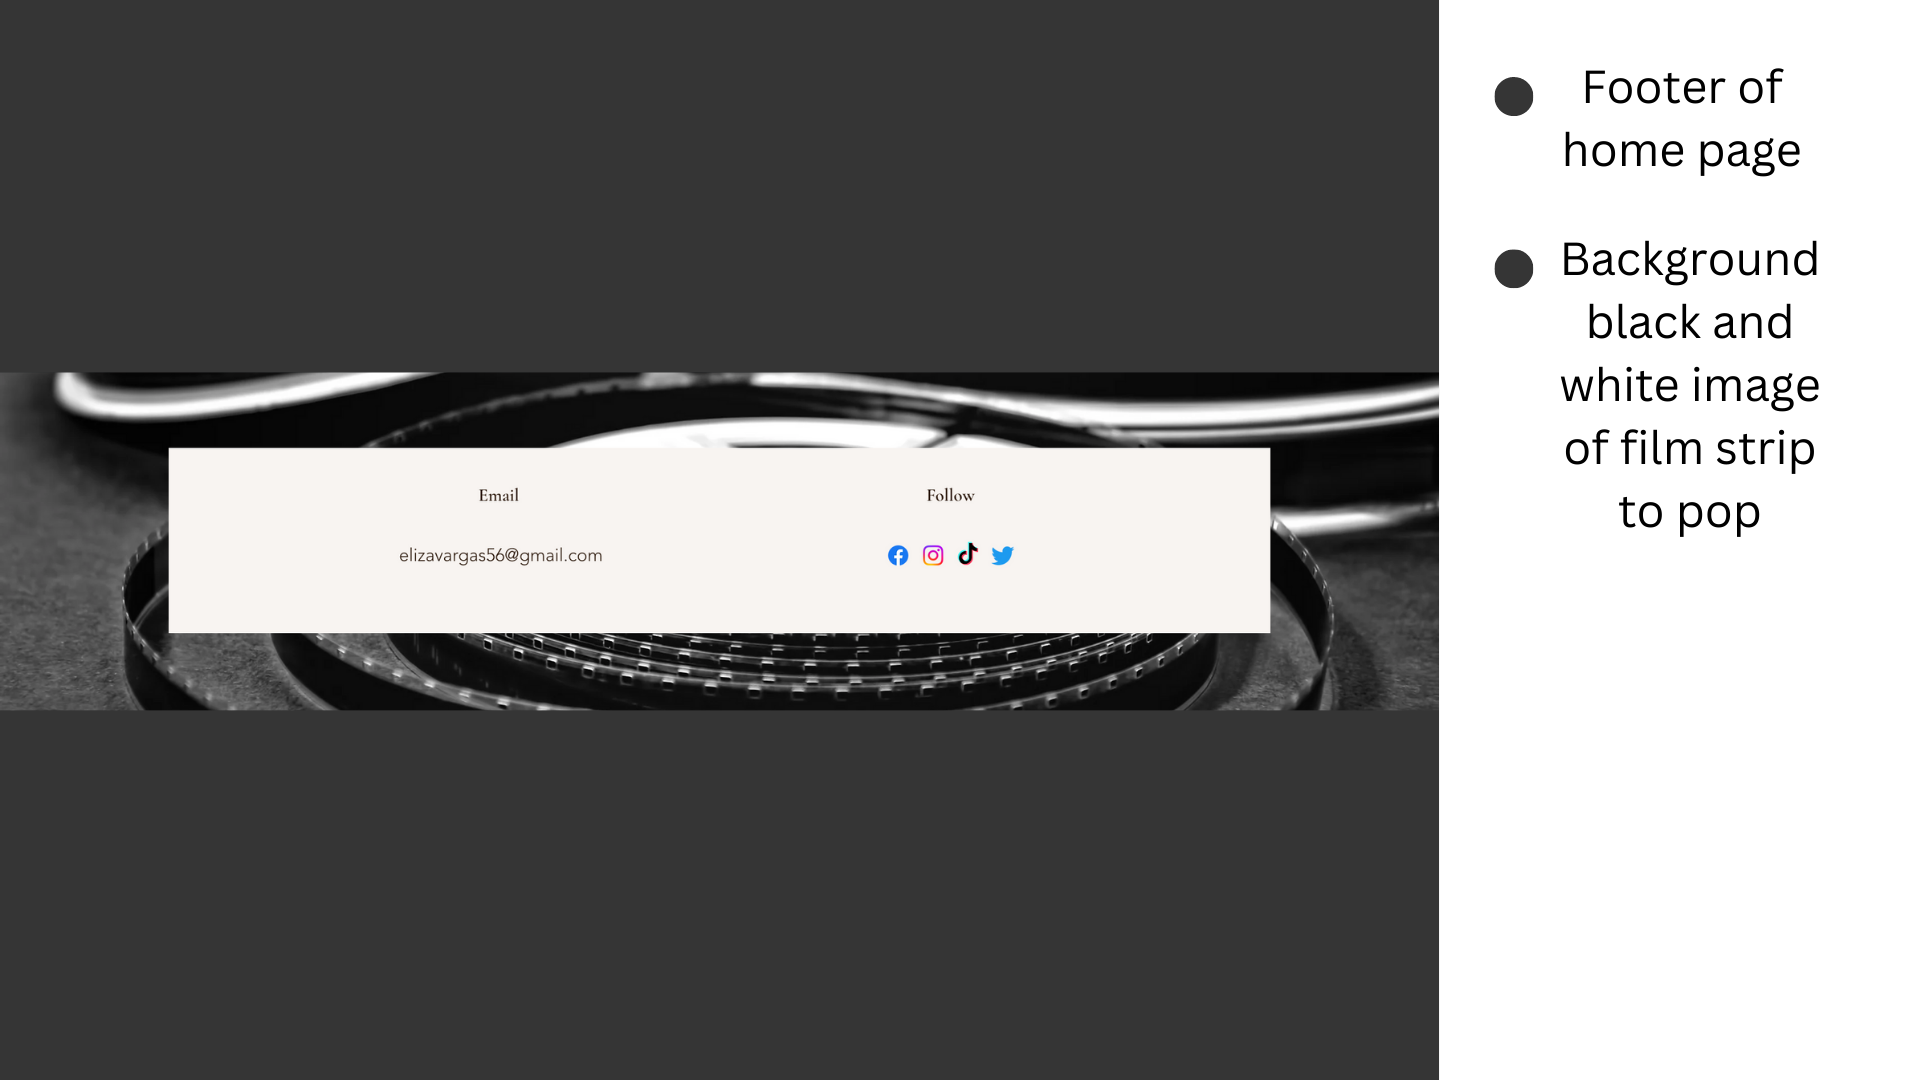 Email
Follow
elizavargas56@gmail.com
Footer of
home page
Background
black and
white image
of film strip
to pop